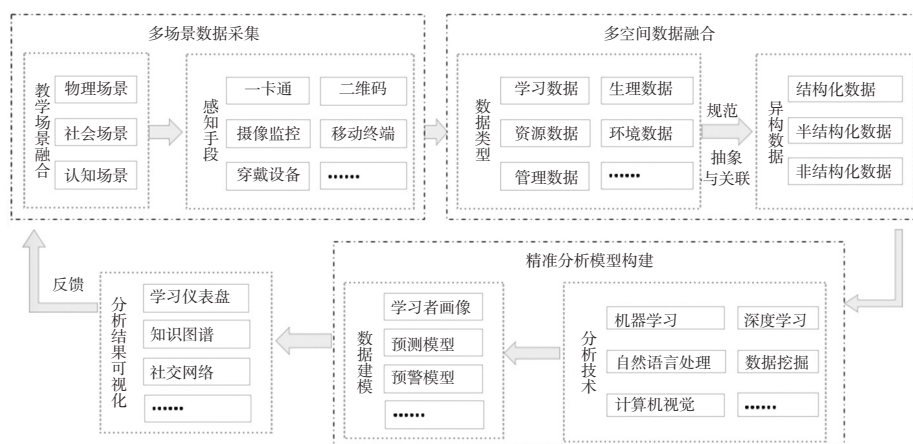 多场景数据采集
教学场景融合
物理场景
社会场景
认知场景
感知手段
一卡通
二维码
摄像监控
移动终端
穿戴设备
……
多空间数据融合
数据类型
学习数据
生理数据
资源数据
环境数据
管理数据
……
规范
抽象
与关联
异构数据
结构化数据
半结构化数据
非结构化数据
精准分析模型构建
分析技术
机器学习
深度学习
自然语言处理
数据挖掘
计算机视觉
……
数据建模
学习者画像
预测模型
预警模型
……
分析结果可视化
学习仪表盘
知识图谱
社交网络
……
反馈